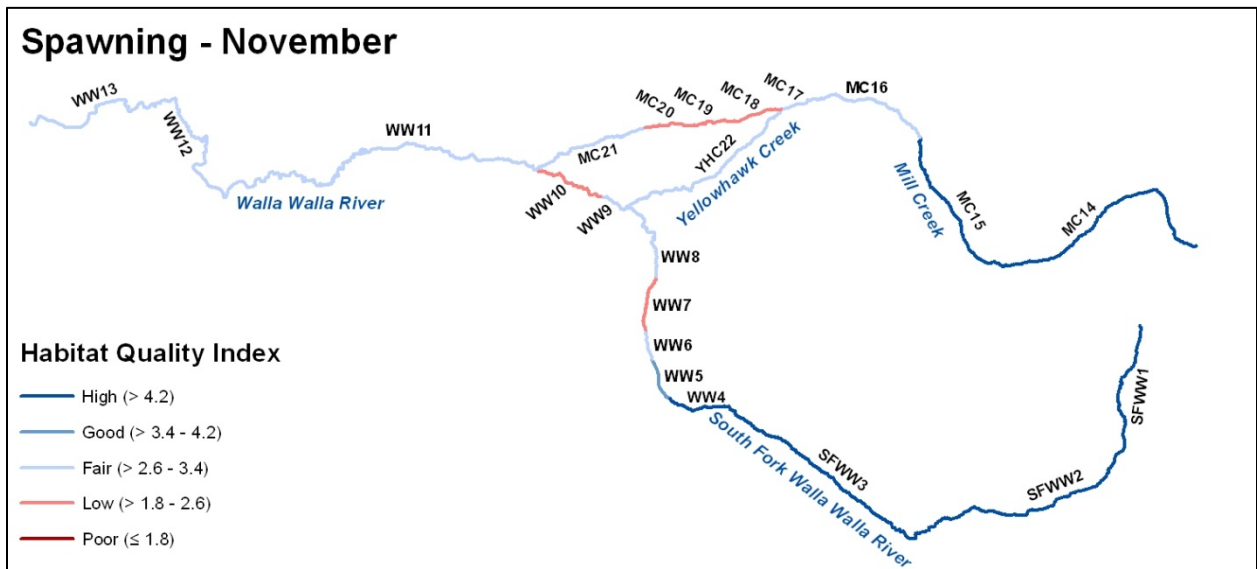 Spawning - November
WW13
WW12
WW11
Walla Walla River
MC20
MC19
MC18
MC17
MC16
MC21
YHC22
Yellowhawk Creek
Mill Creek
MC15
MC14
WW10
WW9
WW8
WW7
WW6
WW5
WW4
South Fork Walla Walla River
SFWW3
SFWW2
SFWW1
Habitat Quality Index
High (> 4.2)
Good (> 3.4 - 4.2)
Fair (> 2.6 - 3.4)
Low (> 1.8 - 2.6)
Poor (≤ 1.8)